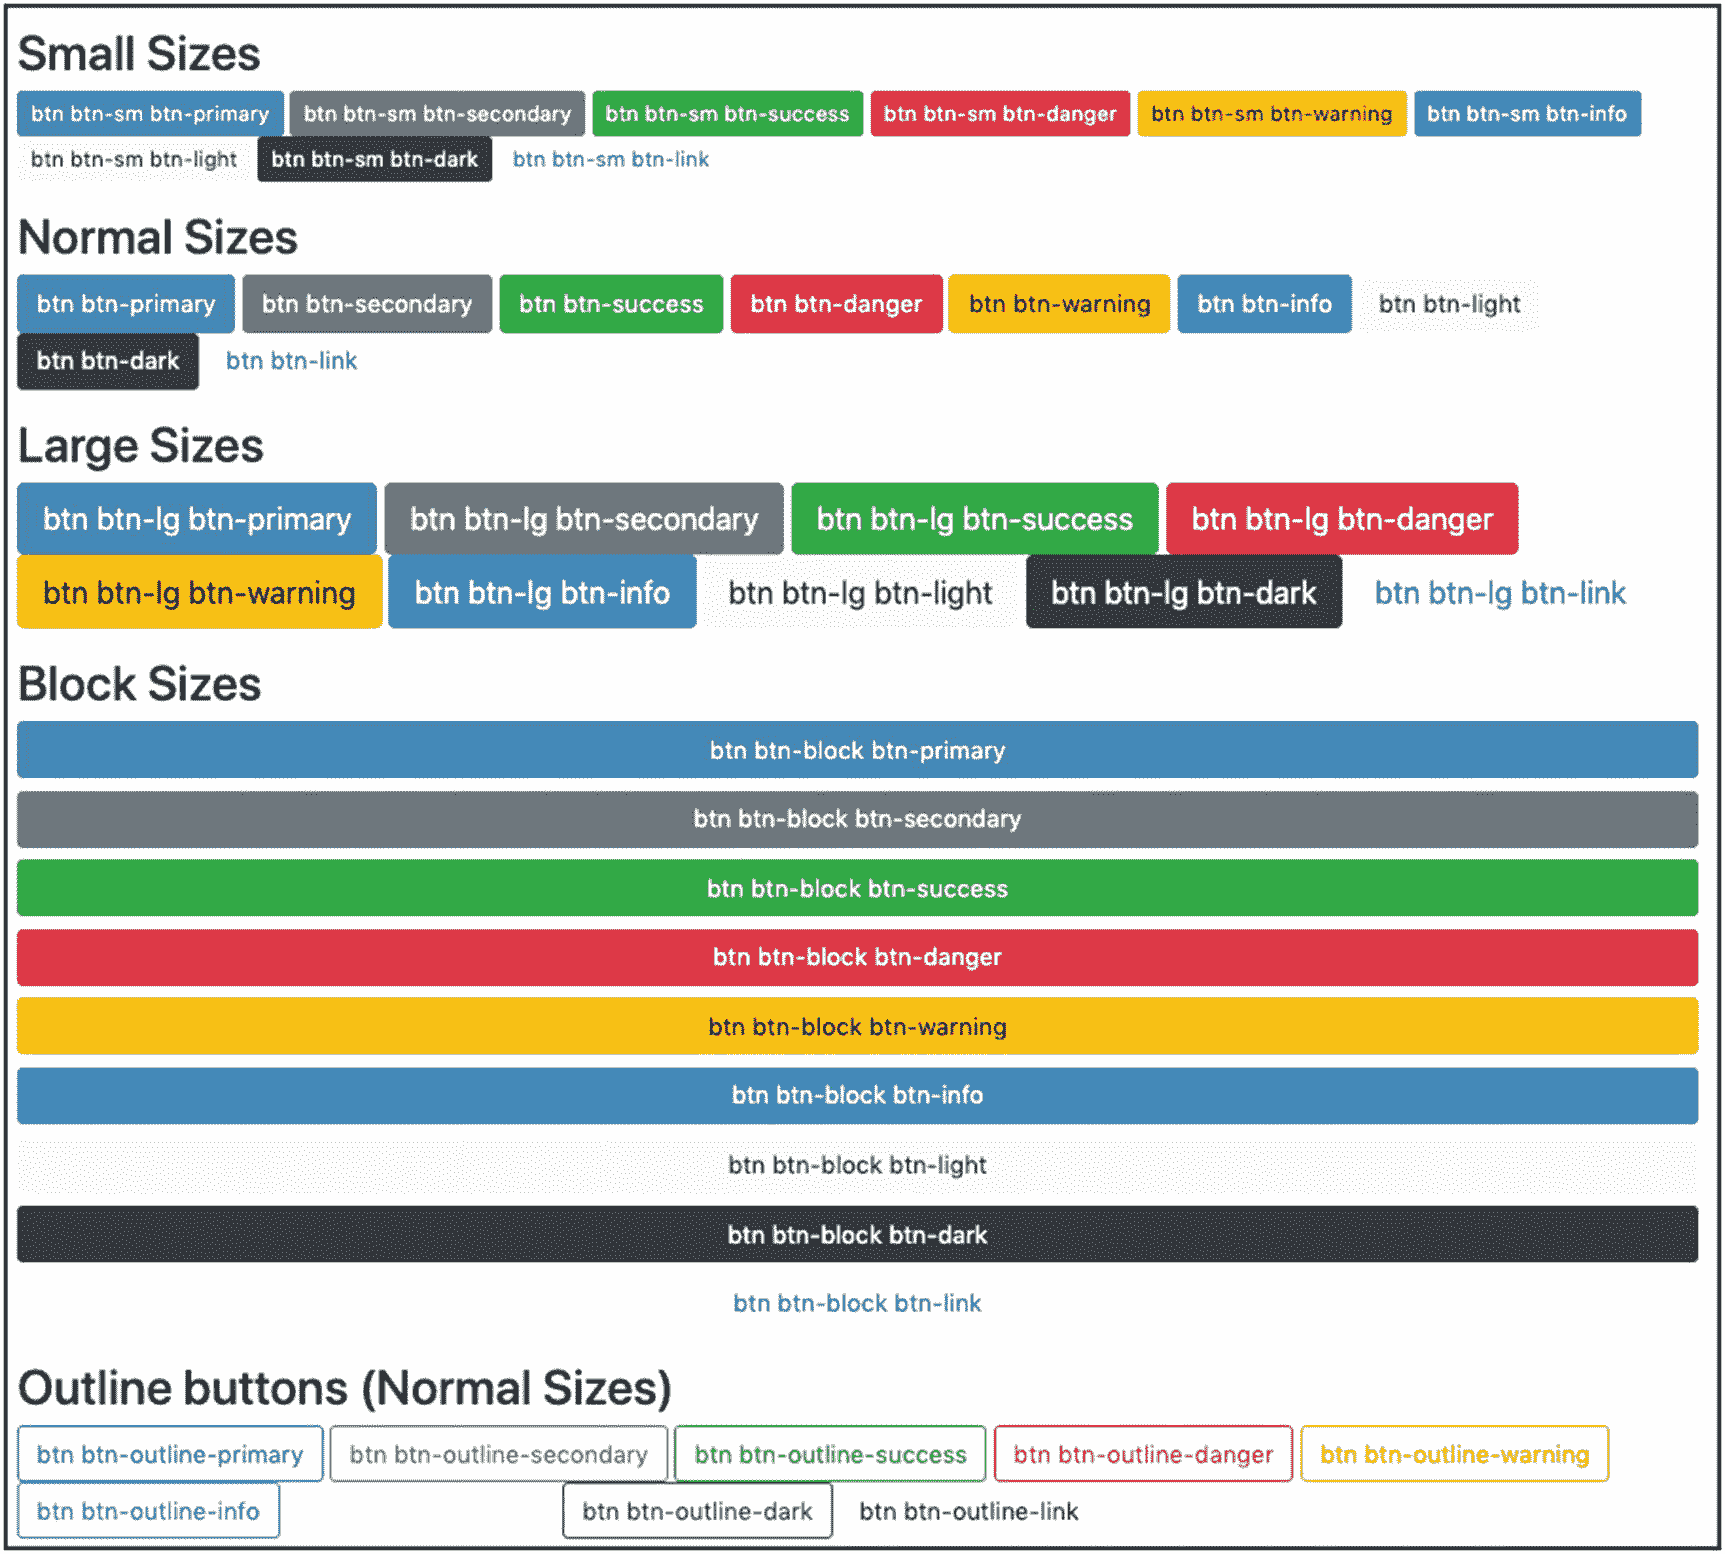 Small Sizes
btn btn-sm btn-primary btn btn-sm btn-secondary btn btn-sm btn-success btn btn-sm btn-danger btn btn-sm btn-warning btn btn-sm btn-info
btn btn-sm btn-light btn btn-sm btn-dark btn btn-sm btn-link
Normal Sizes
btn btn-primary btn btn-secondary btn btn-success btn btn-danger btn btn-warning btn btn-info btn btn-light
btn btn-dark btn btn-link
Large Sizes
btn btn-lg btn-primary btn btn-lg btn-secondary btn btn-lg btn-success btn btn-lg btn-danger
btn btn-lg btn-warning btn btn-lg btn-info btn btn-lg btn-light btn btn-lg btn-dark btn btn-lg btn-link
Block Sizes
btn btn-block btn-primary
btn btn-block btn-secondary
btn btn-block btn-success
btn btn-block btn-danger
btn btn-block btn-warning
btn btn-block btn-info
btn btn-block btn-light
btn btn-block btn-dark
btn btn-block btn-link
Outline buttons (Normal Sizes)
btn btn-outline-primary btn btn-outline-secondary btn btn-outline-success btn btn-outline-danger btn btn-outline-warning
btn btn-outline-info btn btn-outline-dark btn btn-outline-link